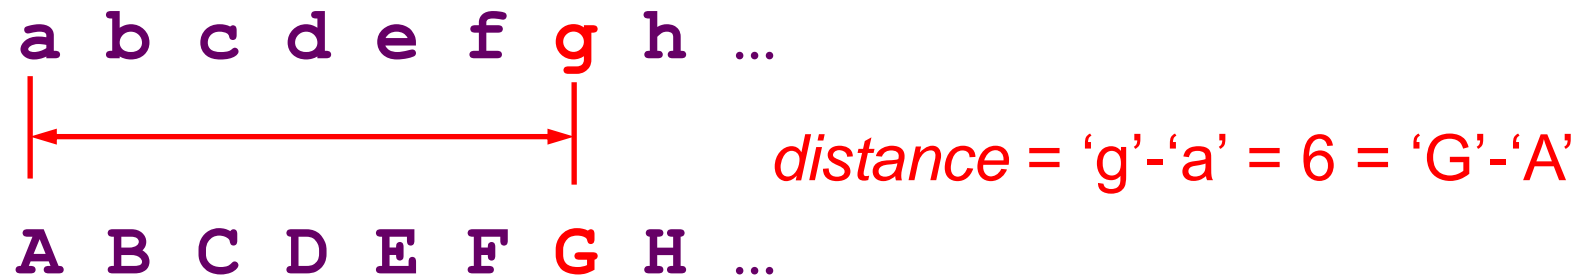 a b c d e f g h ...
distance = ‘g’-‘a’ = 6 = ‘G’-‘A’
A B C D E F G H ...